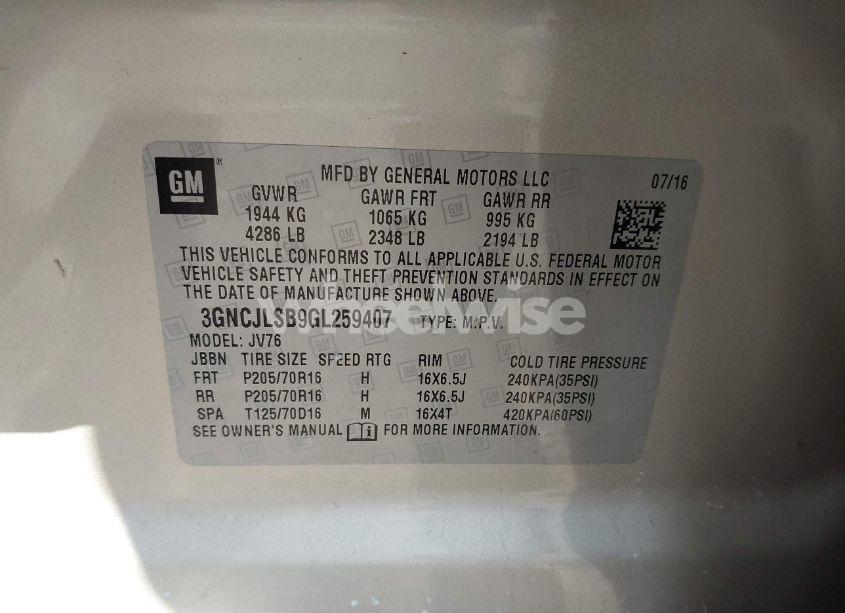 GM ®
MFD BY GENERAL MOTORS LLC 07/16
GVWR GAWR FRT GAWR RR
1944 KG 1065 KG 995 KG
4286 LB 2348 LB 2194 LB
THIS VEHICLE CONFORMS TO ALL APPLICABLE U.S. FEDERAL MOTOR
VEHICLE SAFETY AND THEFT PREVENTION STANDARDS IN EFFECT ON
THE DATE OF MANUFACTURE SHOWN ABOVE.
3GNCJLSB9GL259407 TYPE: M.P.V.
MODEL: JV76
JBBN TIRE SIZE SPEED RTG RIM COLD TIRE PRESSURE
FRT P205/70R16 H 16X6.5J 240KPA(35PSI)
RR P205/70R16 H 16X6.5J 240KPA(35PSI)
SPA T125/70D16 M 16X4T 420KPA(60PSI)
SEE OWNER'S MANUAL FOR MORE INFORMATION.